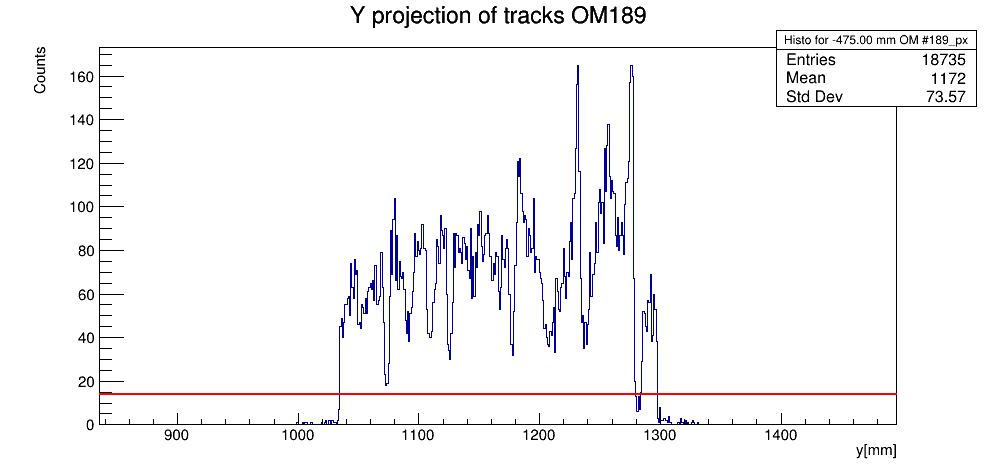 Y projection of tracks OM189
Histo for -475.00 mm OM #189_px
Entries 18735
Mean 1172
Std Dev 73.57
Counts
160
140
120
100
80
60
40
20
0
900 1000 1100 1200 1300 1400
y[mm]